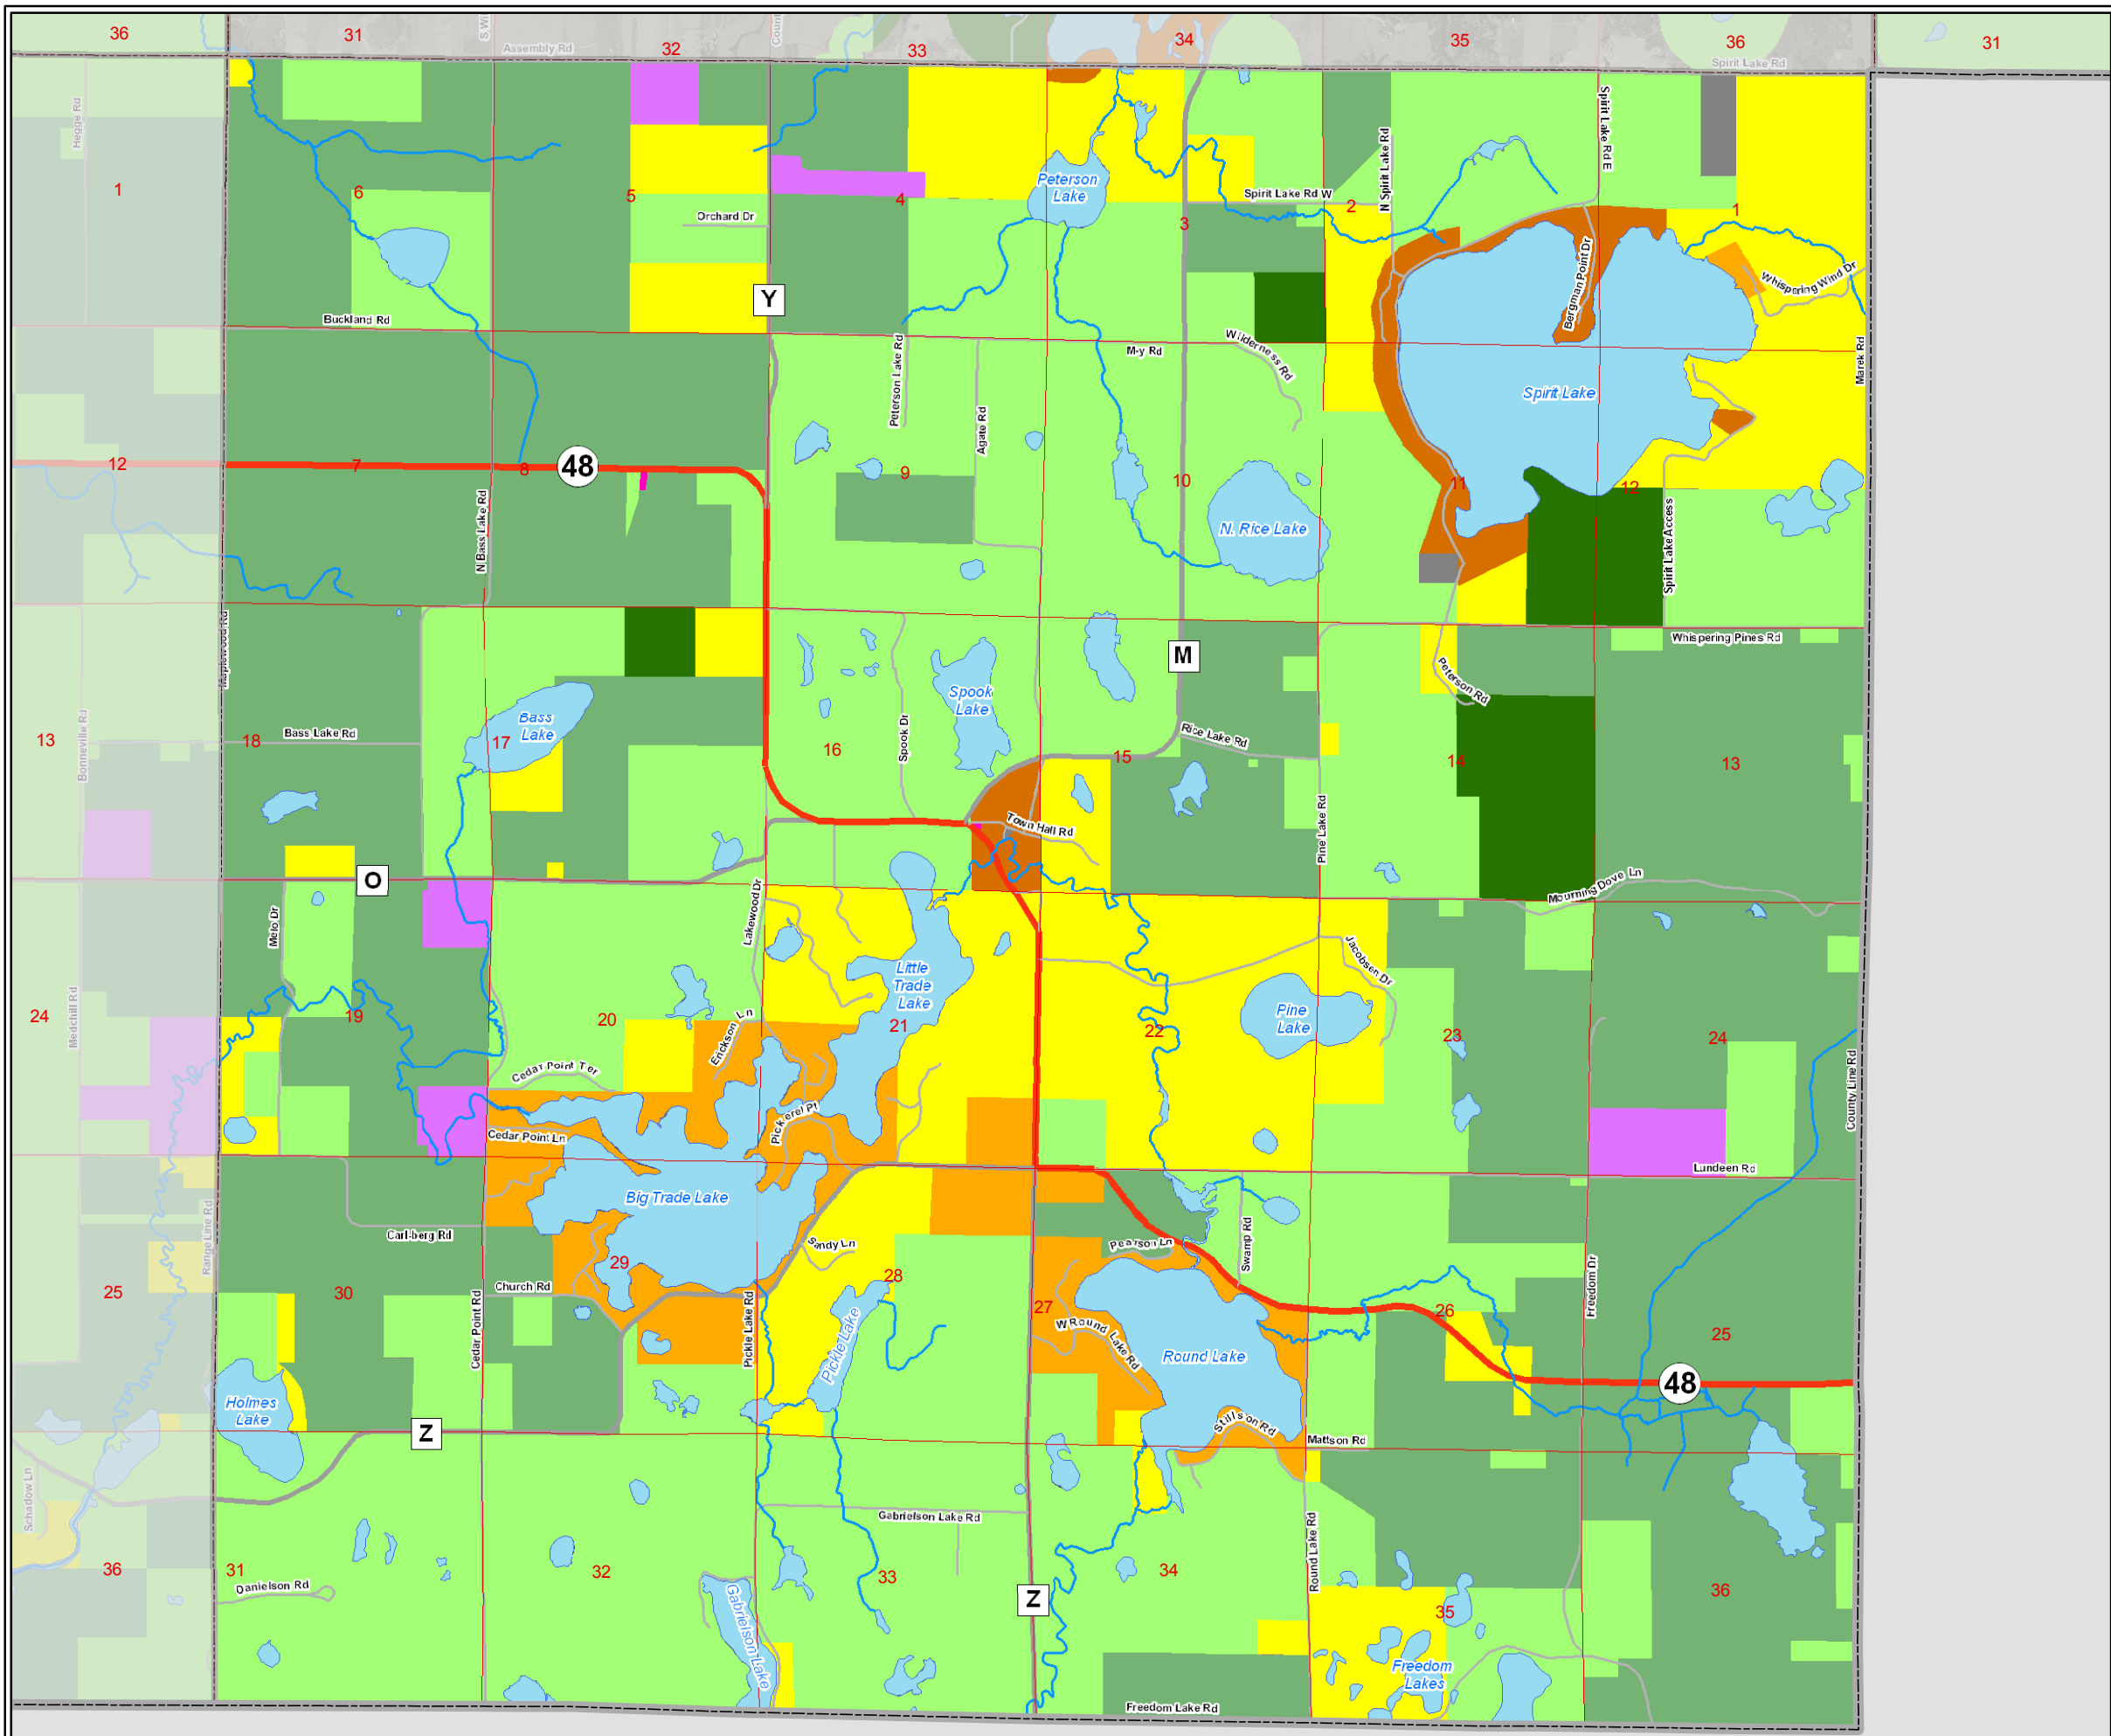 36
31
32
33
34
35
36
31
Assembly Rd
Spirit Lake Rd
Hegge Rd
1
6
5
4
3
2
1
Peterson
Lake
Orchard Dr
Spirit Lake Rd W
N Spirit Lake Rd
Spirit Lake Rd E
Bergman Point Dr
Whispering Wind Dr
Marek Rd
Y
Buckland Rd
Peterson Lake Rd
Agate Rd
M-y Rd
Wilderness Rd
Spirit Lake
12
7
8
48
9
10
11
12
N Bass Lake Rd
N. Rice Lake
Spirit Lake Access
Maplewood Rd
Whispering Pines Rd
M
Peterson Rd
Bonneville Rd
Bass
Lake
Spook
Lake
Spook Dr
Bass Lake Rd
Rice Lake Rd
13
18
17
16
15
14
13
Town Hall Rd
Pine Lake Rd
O
Mourning Dove Ln
Melo Dr
Lakewood Dr
Jacobsen Dr
Little
Trade
Lake
Pine
Lake
Medchill Rd
24
19
20
21
22
23
24
Erickson Ln
Cedar Point Ter
Pickerel Pt
Cedar Point Ln
County Line Rd
Lundeen Rd
Big Trade Lake
Range Line Rd
Carl-berg Rd
Sandy Ln
Pearson Ln
Swamp Rd
Freedom Dr
25
30
29
28
27
26
25
Church Rd
Cedar Point Rd
Pickle Lake Rd
Pickle Lake
W Round Lake Rd
Round Lake
48
Holmes
Lake
Z
Stillson Rd
Mattson Rd
Schadow Ln
Gabrielson Lake Rd
Round Lake Rd
36
31
32
33
34
35
36
Danielson Rd
Gabrielson Lake
Z
Freedom
Lakes
Freedom Lake Rd